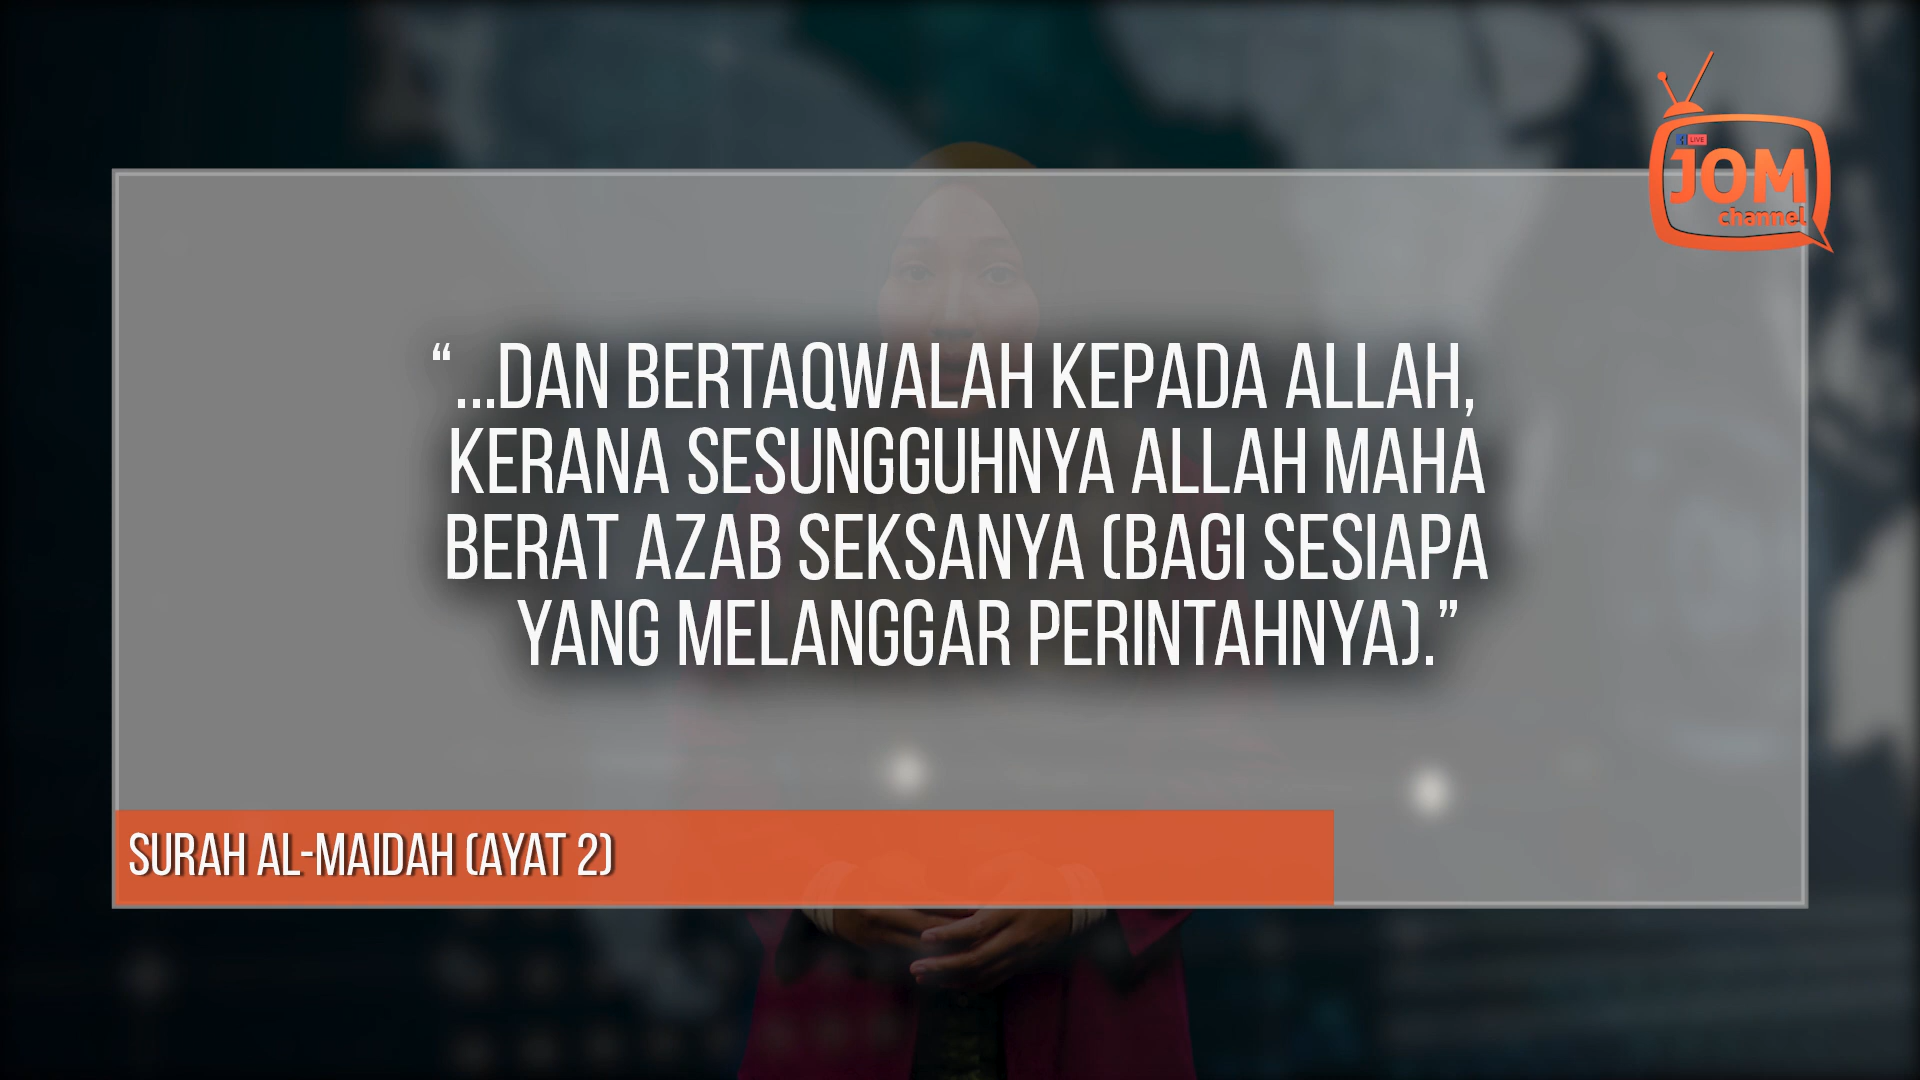 LIVE
JOM
channel
“...DAN BERTAQWALAH KEPADA ALLAH,
KERANA SESUNGGUHNYA ALLAH MAHA
BERAT AZAB SEKSANYA (BAGI SESIAPA
YANG MELANGGAR PERINTAHNYA).”
SURAH AL-MAIDAH (AYAT 2)